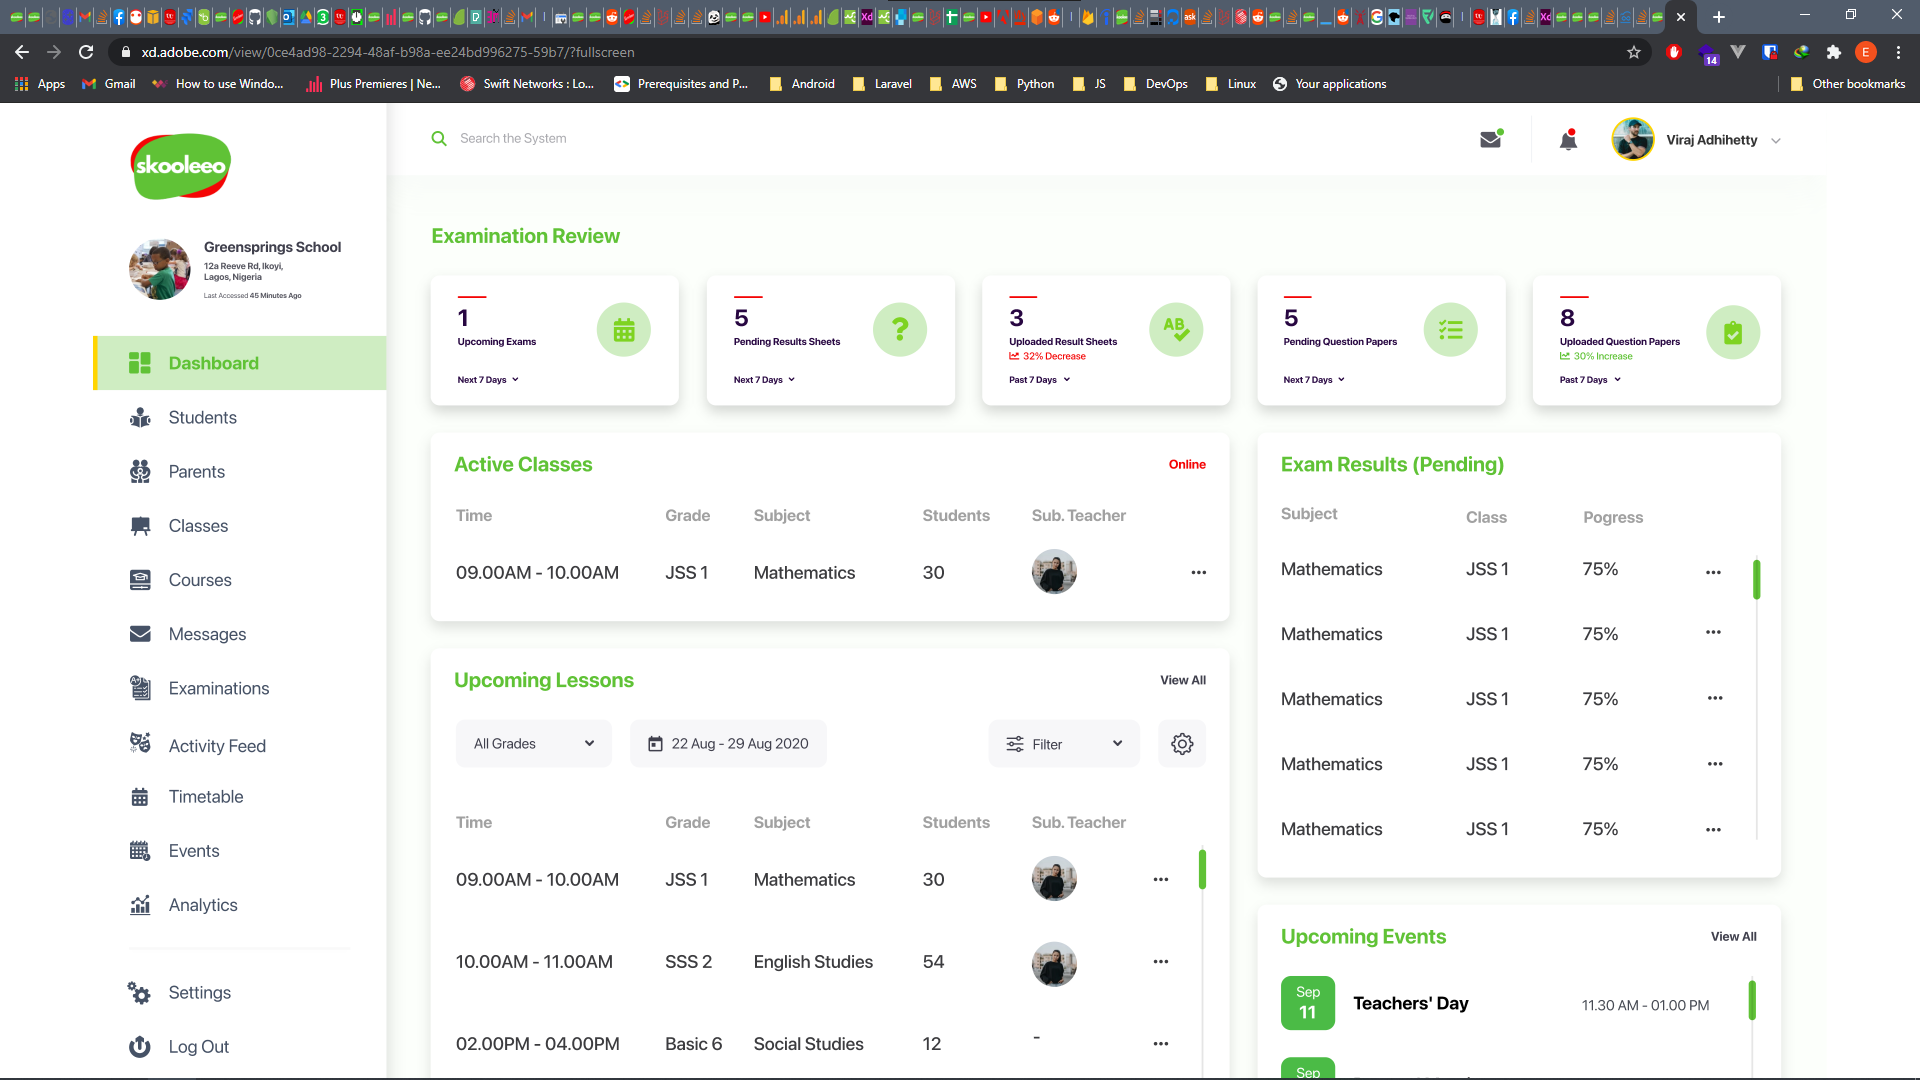 xd.adobe.com/view/0ce4ad98-2294-48af-b98a-ee24bd996275-59b7/?fullscreen
14
E
Apps
Gmail
How to use Windo...
Plus Premieres | Ne...
Swift Networks : Lo...
Prerequisites and P...
Android
Laravel
AWS
Python
JS
DevOps
Linux
Your applications
Other bookmarks
skooleeo
Search the System
Viraj Adhihetty
Greensprings School
12a Reeve Rd, Ikoyi,
Lagos, Nigeria
Last Accessed 45 Minutes Ago
Dashboard
Students
Parents
Classes
Courses
Messages
Examinations
Activity Feed
Timetable
Events
Analytics
Settings
Log Out
Examination Review
1
Upcoming Exams
Next 7 Days
5
Pending Results Sheets
Next 7 Days
?
3
Uploaded Result Sheets
32% Decrease
Past 7 Days
AB
5
Pending Question Papers
Next 7 Days
8
Uploaded Question Papers
30% Increase
Past 7 Days
Active Classes
Online
Time Grade Subject Students Sub. Teacher
09.00AM - 10.00AM JSS 1 Mathematics 30
Upcoming Lessons
View All
All Grades
22 Aug - 29 Aug 2020
Filter
Time Grade Subject Students Sub. Teacher
09.00AM - 10.00AM JSS 1 Mathematics 30
10.00AM - 11.00AM SSS 2 English Studies 54
02.00PM - 04.00PM Basic 6 Social Studies 12 -
Exam Results (Pending)
Subject Class Pogress
Mathematics JSS 1 75%
Mathematics JSS 1 75%
Mathematics JSS 1 75%
Mathematics JSS 1 75%
Mathematics JSS 1 75%
Upcoming Events
View All
Sep
11
Teachers' Day
11.30 AM - 01.00 PM
Sep